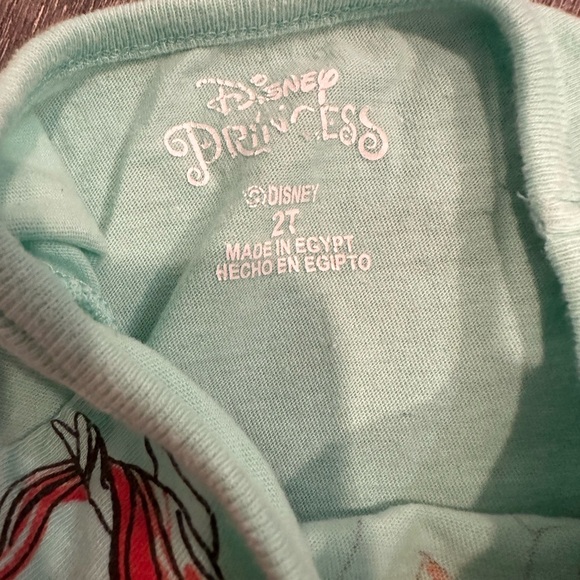 Disney
PRINCESS
©DISNEY
2T
MADE IN EGYPT
HECHO EN EGIPTO